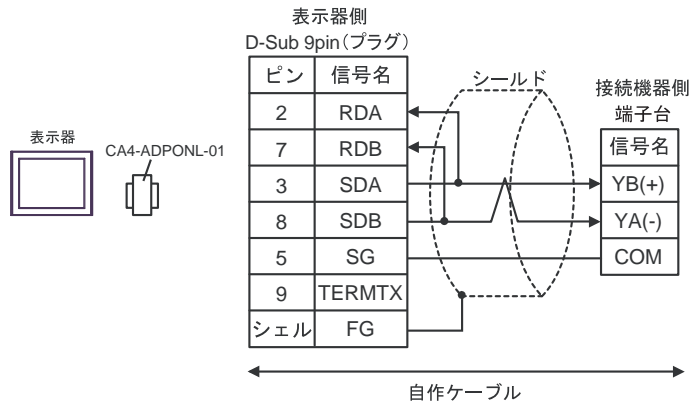 表示器側
D-Sub 9pin(プラグ)
ピン 信号名
2 RDA
7 RDB
3 SDA
8 SDB
5 SG
9 TERMTX
シェル FG
シールド
接続機器側
端子台
信号名
YB(+)
YA(-)
COM
表示器
CA4-ADPONL-01
自作ケーブル